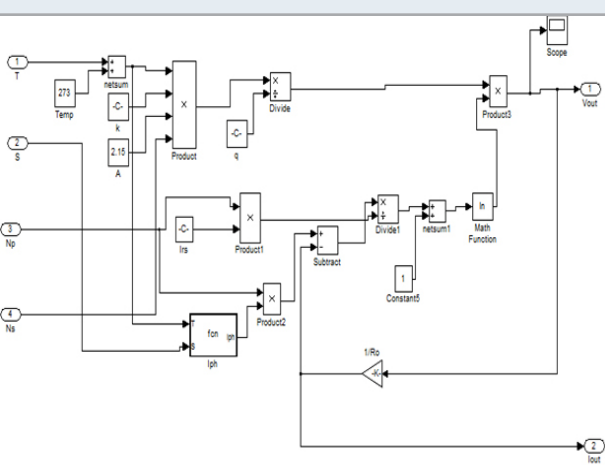 Scope
1
T
netsum
273
Temp
-C-
k
2.15
A
Product
Divide
-C-
q
Product3
1
Vout
2
S
3
Np
-C-
Irs
Product1
Subtract
Divide1
netsum1
ln
Math
Function
1
Constant5
4
Ns
Product2
T
S
fcn
Iph
Iph
1/Ro
-K-
2
Iout